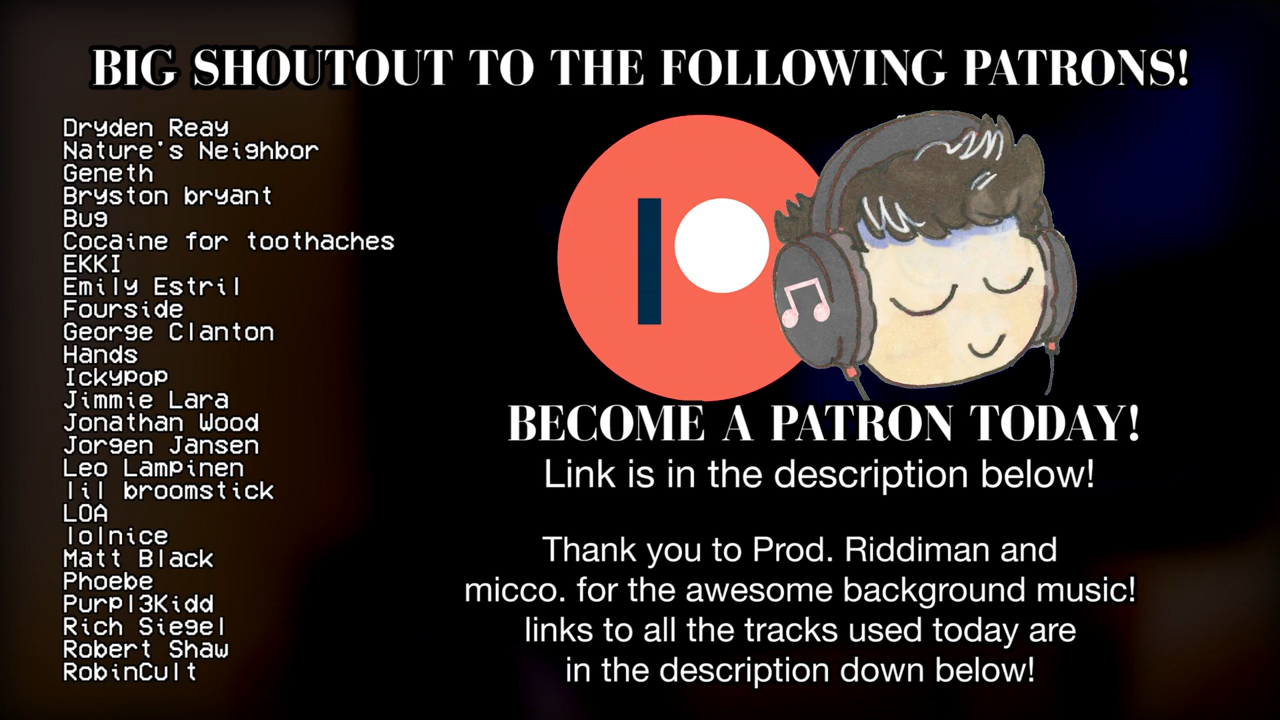 BIG SHOUTOUT TO THE FOLLOWING PATRONS!
Dryden Reay
Nature's Neighbor
Geneth
Bryston bryant
Bug
Cocaine for toothaches
EKKI
Emily Estril
Fourside
George Clanton
Hands
Ickypop
Jimmie Lara
Jonathan Wood
Jorgen Jansen
Leo Lampinen
lil broomstick
LOA
lolnice
Matt Black
Phoebe
Purpl3Kidd
Rich Siegel
Robert Shaw
RobinCult
BECOME A PATRON TODAY!
Link is in the description below!
Thank you to Prod. Riddiman and
micco. for the awesome background music!
links to all the tracks used today are
in the description down below!